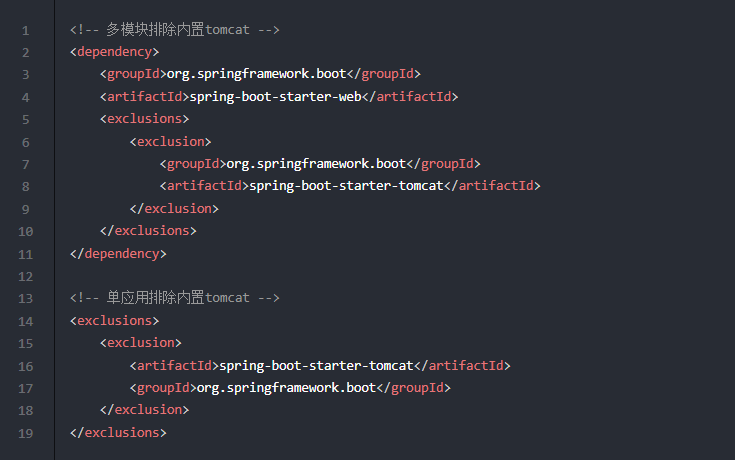 1 <!-- 多模块排除内置tomcat -->
2 <dependency>
3     <groupId>org.springframework.boot</groupId>
4     <artifactId>spring-boot-starter-web</artifactId>
5     <exclusions>
6         <exclusion>
7             <groupId>org.springframework.boot</groupId>
8             <artifactId>spring-boot-starter-tomcat</artifactId>
9         </exclusion>
10     </exclusions>
11 </dependency>
12
13 <!-- 单应用排除内置tomcat -->
14 <exclusions>
15     <exclusion>
16         <artifactId>spring-boot-starter-tomcat</artifactId>
17         <groupId>org.springframework.boot</groupId>
18     </exclusion>
19 </exclusions>